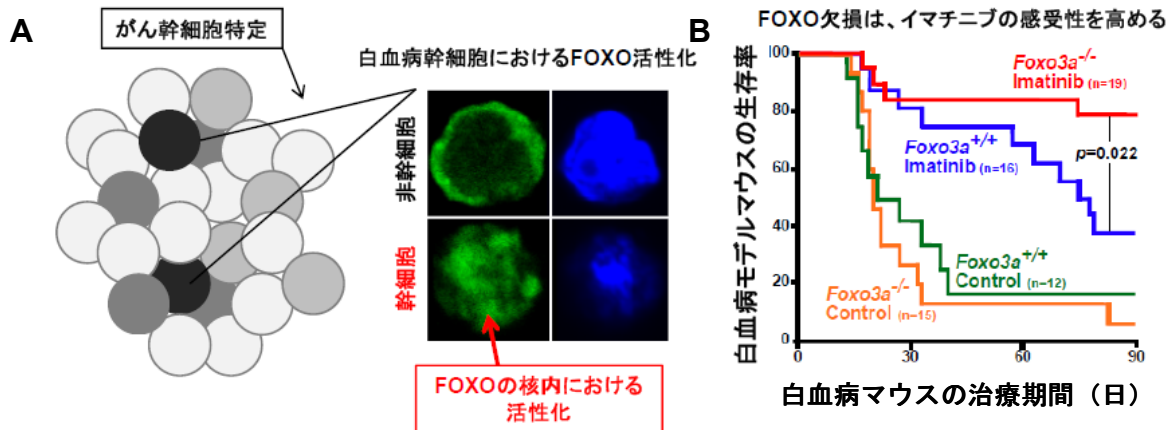 A
がん幹細胞特定
白血病幹細胞におけるFOXO活性化
非幹細胞
幹細胞
FOXOの核内における
活性化
B
FOXO欠損は、イマチニブの感受性を高める
白血病モデルマウスの生存率
100
80
60
40
20
0
Foxo3a-/-
Imatinib (n=19)
Foxo3a+/+
Imatinib (n=16)
p=0.022
Foxo3a+/+
Control (n=12)
Foxo3a-/-
Control (n=15)
0
30
60
90
白血病マウスの治療期間（日）